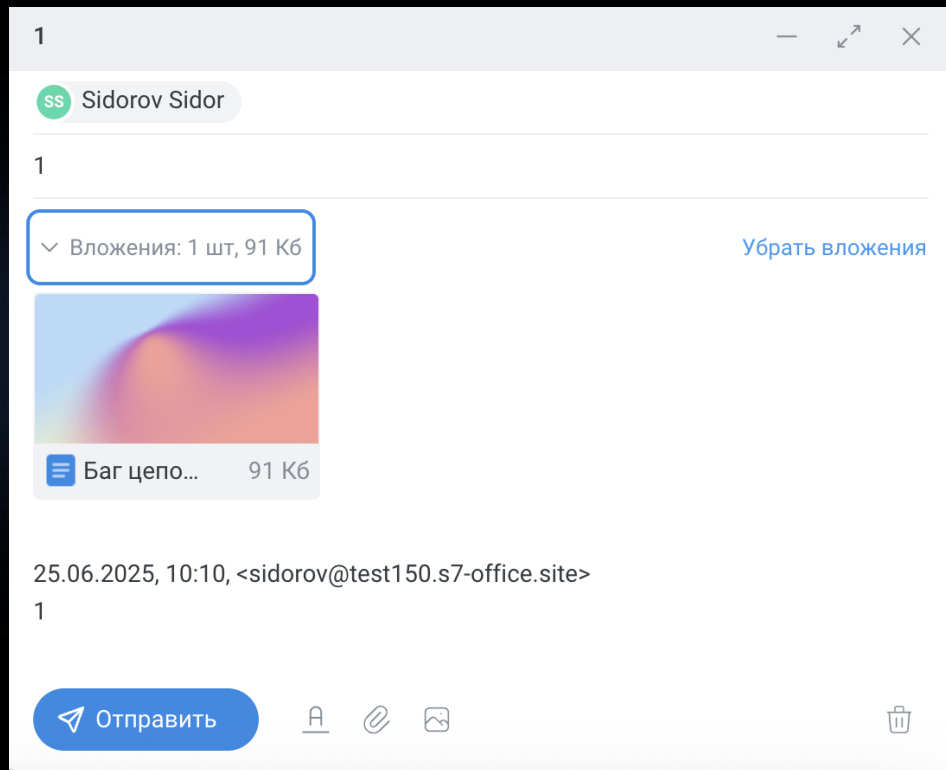 1
SS Sidorov Sidor
1
Вложения: 1 шт, 91 Кб
Убрать вложения
Баг цепо... 91 Кб
25.06.2025, 10:10, <sidorov@test150.s7-office.site>
1
Отправить